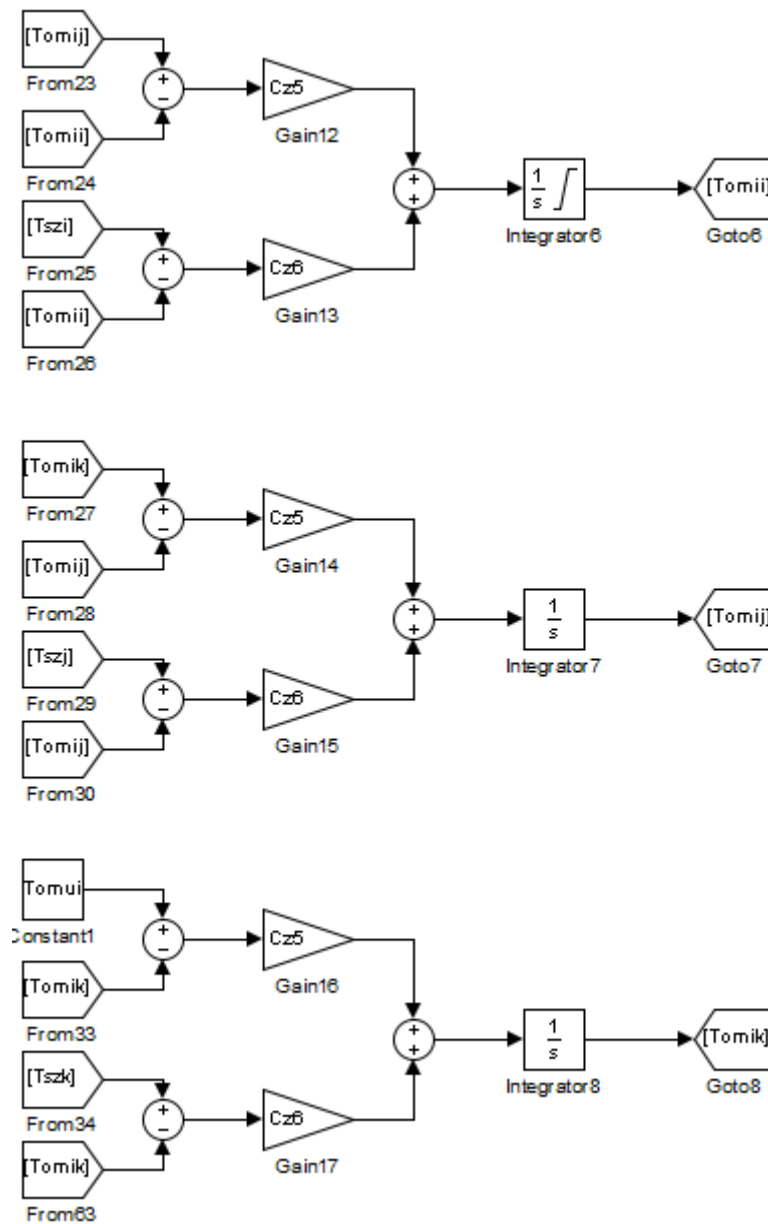 [Tomij]
From23
+
−
Cz5
Gain12
[Tomii]
From24
+
+
1
s
Integrator6
[Tomii]
Goto6
[Tszi]
From25
+
−
Cz6
Gain13
[Tomii]
From26
[Tomik]
From27
+
−
Cz5
Gain14
[Tomij]
From28
+
+
1
s
Integrator7
[Tomij]
Goto7
[Tszj]
From29
+
−
Cz6
Gain15
[Tomij]
From30
Tomui
Constant1
+
−
Cz5
Gain16
[Tomik]
From33
+
+
1
s
Integrator8
[Tomik]
Goto8
[Tszk]
From34
+
−
Cz6
Gain17
[Tomik]
From63